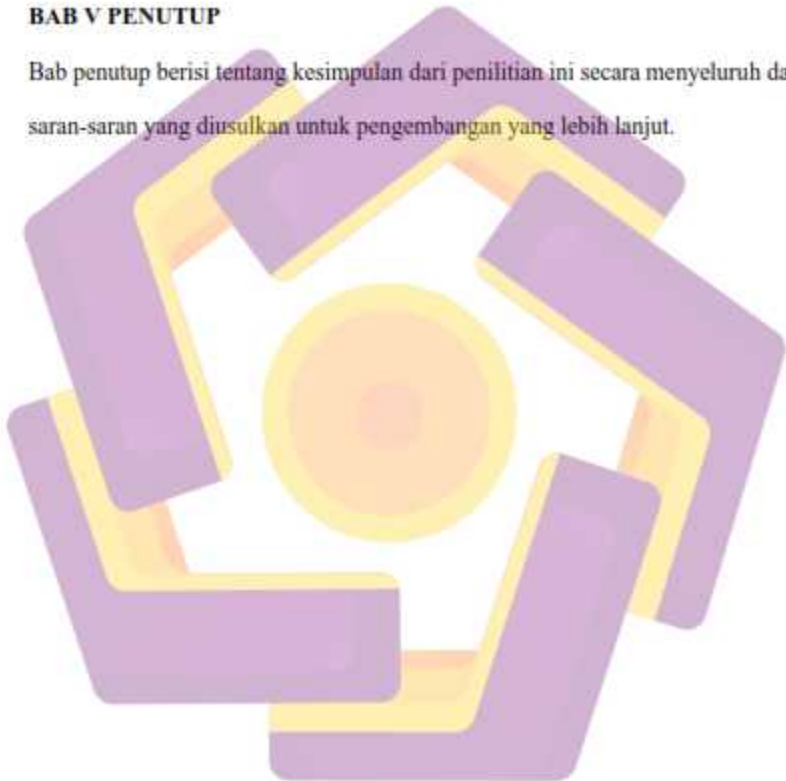 BAB V PENUTUP
Bab penutup berisi tentang kesimpulan dari penilitian ini secara menyeluruh da
saran-saran yang diusulkan untuk pengembangan yang lebih lanjut.